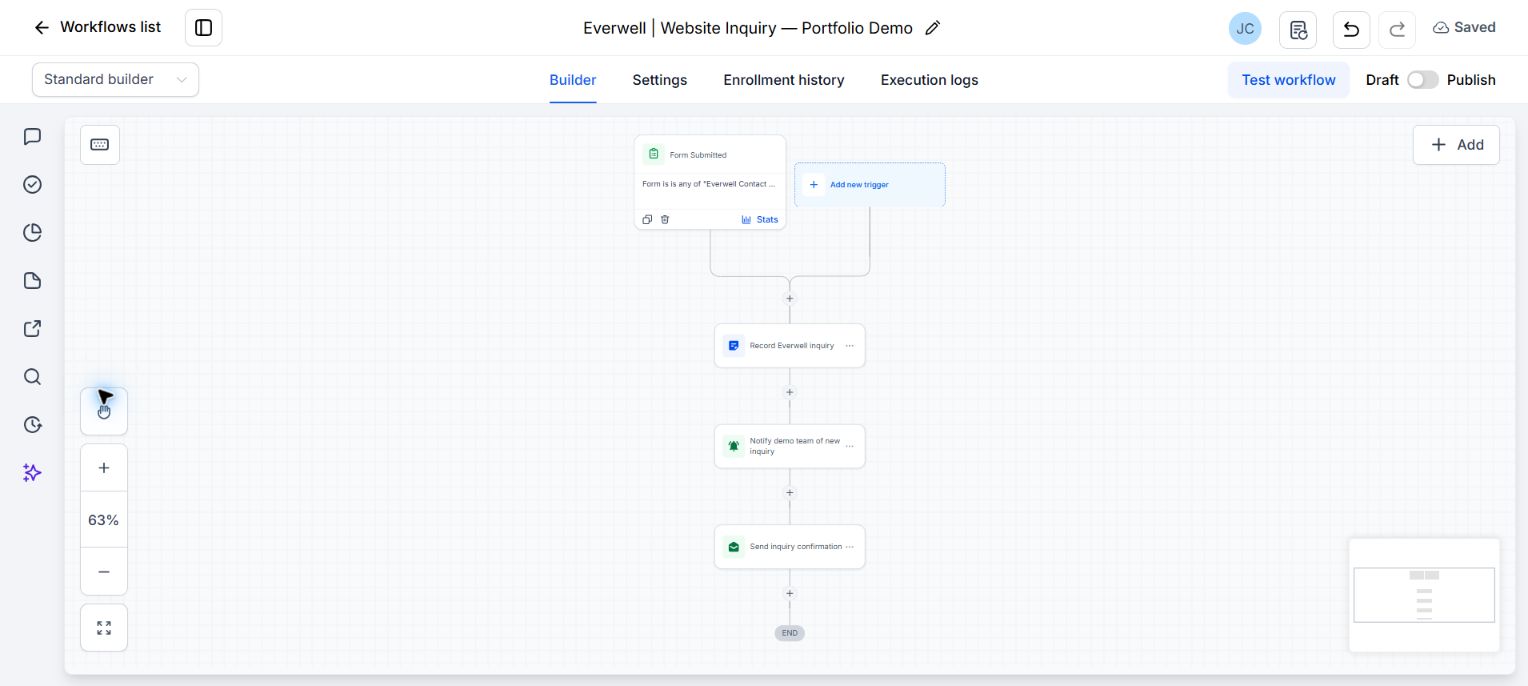 Workflows list
Everwell | Website Inquiry — Portfolio Demo
JC
Saved
Standard builder
Builder
Settings
Enrollment history
Execution logs
Test workflow
Draft
Publish
Add
Form Submitted
Form is is any of "Everwell Contact ...
Stats
Add new trigger
Record Everwell inquiry
Notify demo team of new
inquiry
Send inquiry confirmation
END
63%